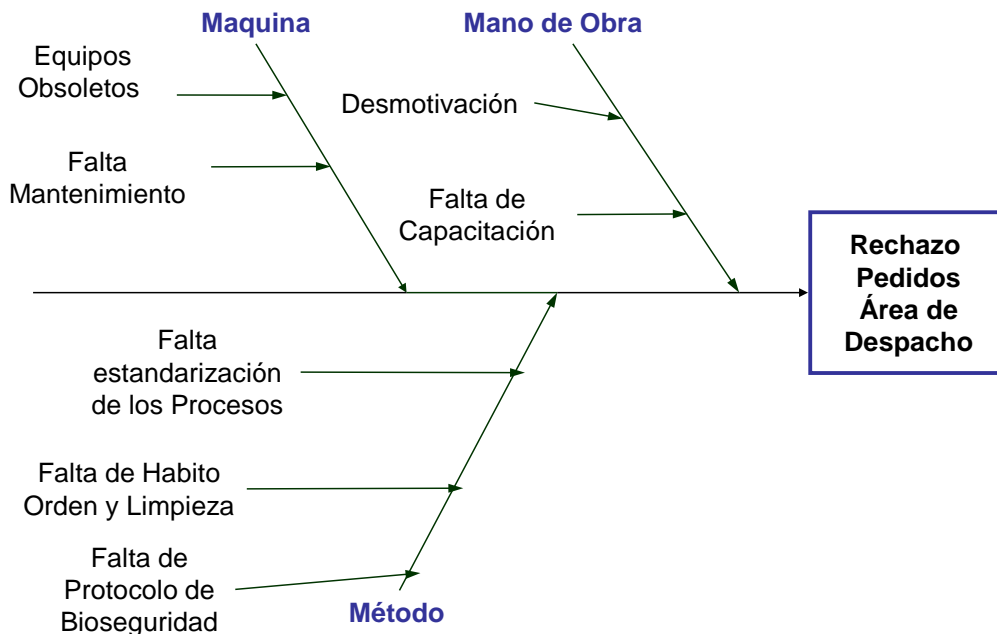 Maquina
Mano de Obra
Equipos
Obsoletos
Desmotivación
Falta
Mantenimiento
Falta de
Capacitación
Rechazo
Pedidos
Área de
Despacho
Falta
estandarización
de los Procesos
Falta de Habito
Orden y Limpieza
Falta de
Protocolo de
Bioseguridad
Método